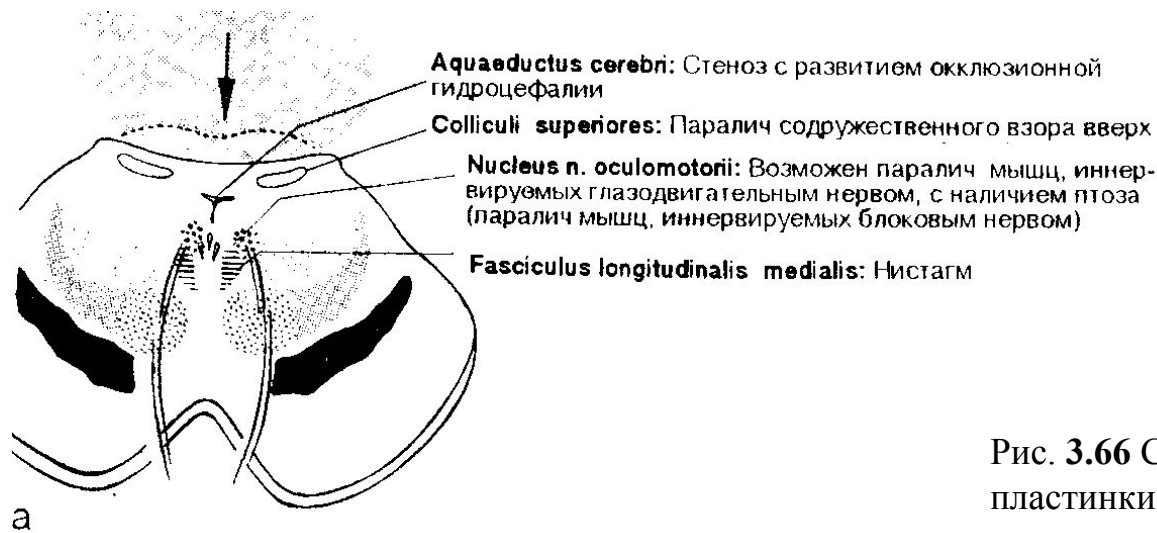 Aquaeductus cerebri: Стеноз с развитием окклюзионной
гидроцефалии
Colliculi superiores: Паралич содружественного взора вверх
Nucleus n. oculomotorii: Возможен паралич мышц, иннер-
вируемых глазодвигательным нервом, с наличием птоза
(паралич мышц, иннервируемых блоковым нервом)
Fasciculus longitudinalis medialis: Нистагм
Рис. 3.66 С
пластинки
а